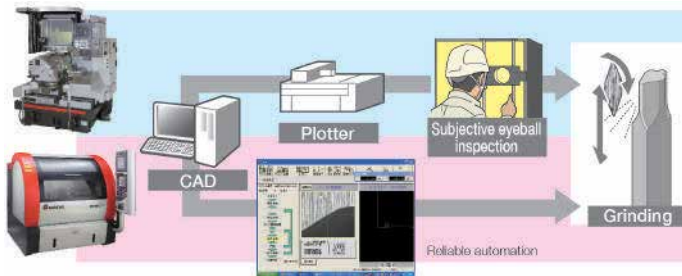 Plotter
Subjective eyeball
inspection
CAD
Grinding
Reliable automation